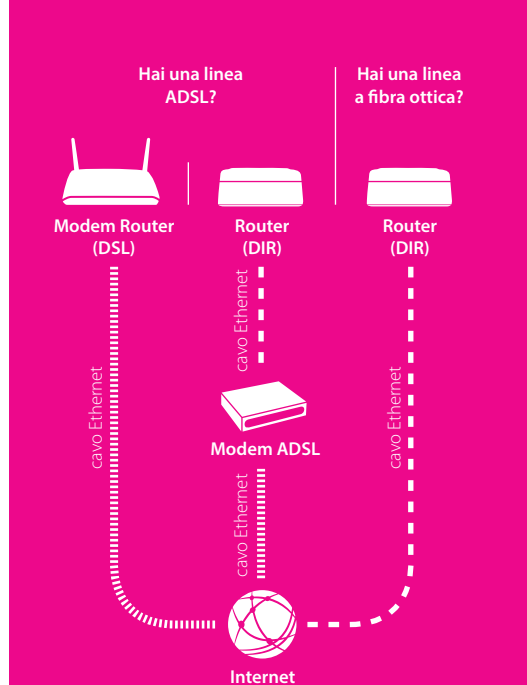 Hai una linea
ADSL?
Hai una linea
a fibra ottica?
Modem Router
(DSL)
Router
(DIR)
Router
(DIR)
cavo Ethernet
cavo Ethernet
cavo Ethernet
Modem ADSL
cavo Ethernet
Internet